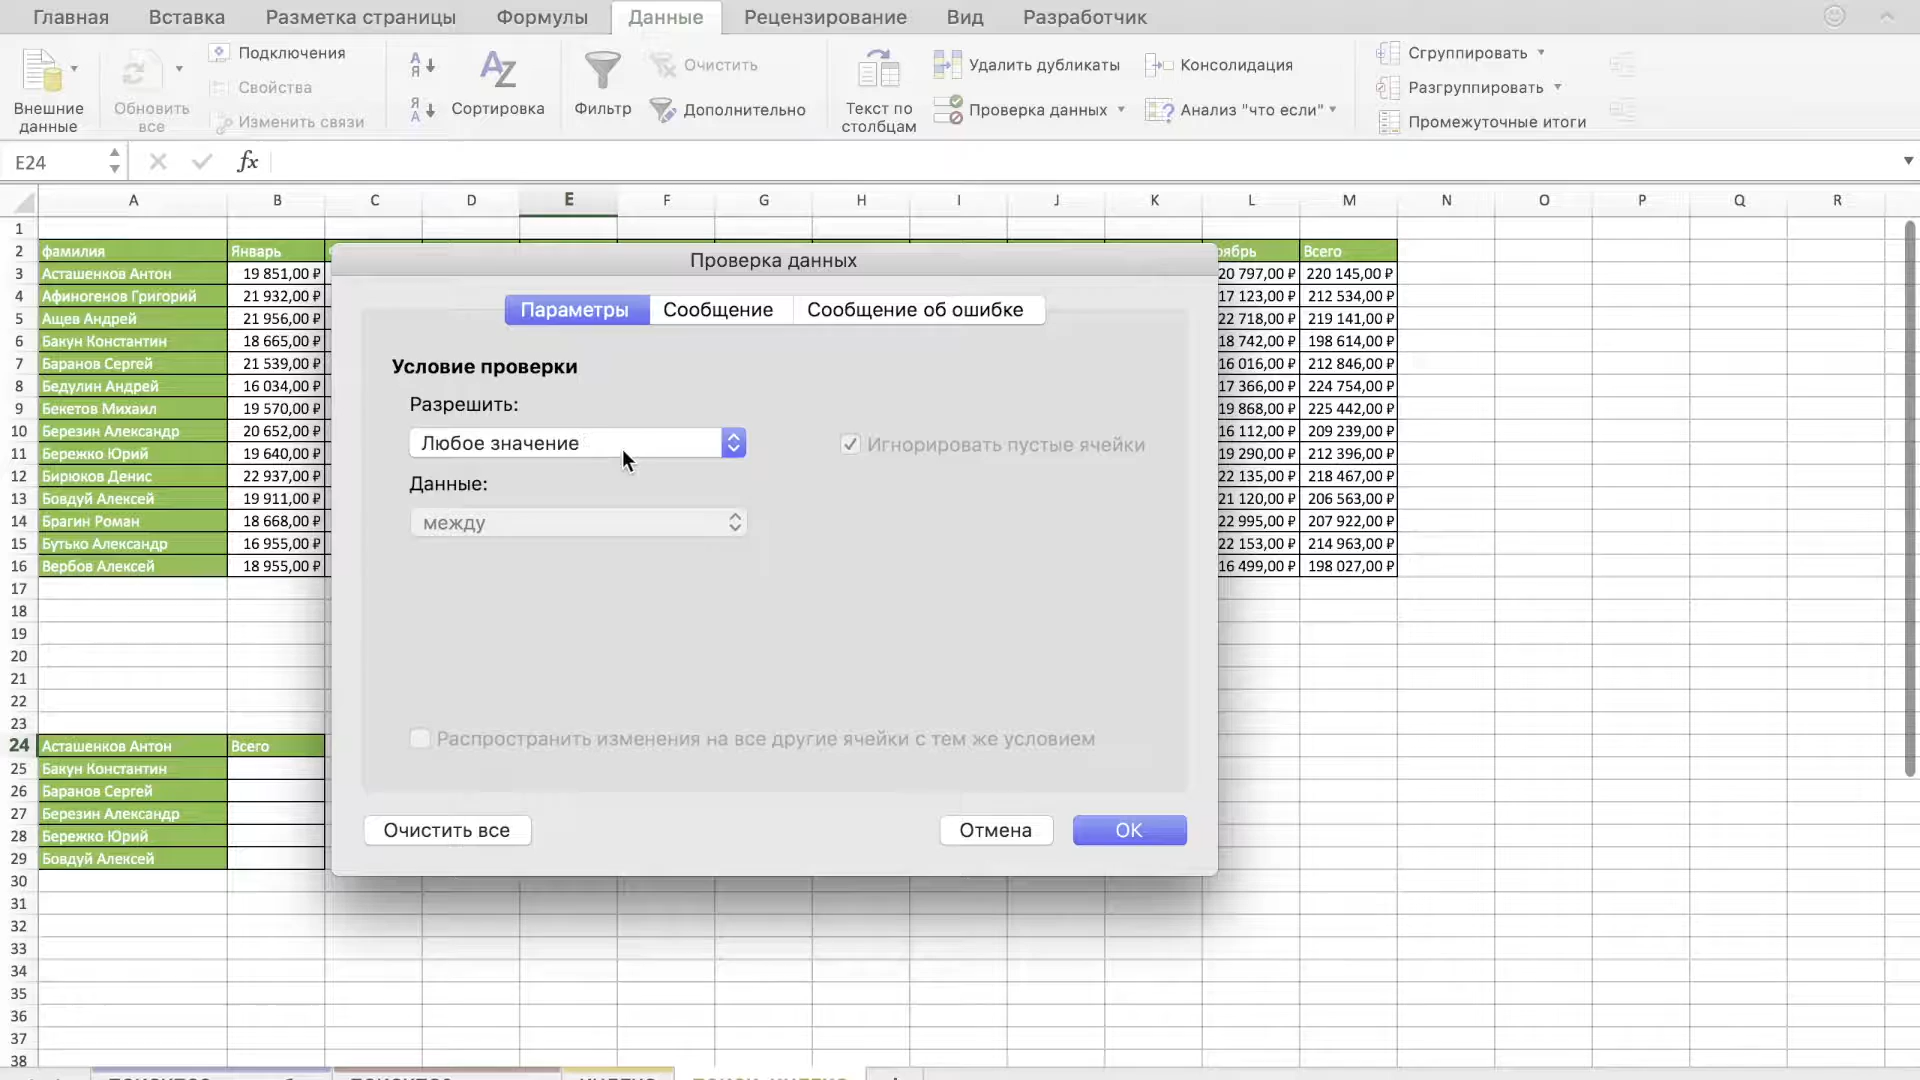 Главная Вставка Разметка страницы Формулы Данные Рецензирование Вид Разработчик
Внешние данные
Обновить все
Подключения
Свойства
Изменить связи
А Я
Я А
AZ
Сортировка
Фильтр
Очистить
Дополнительно
Текст по столбцам
Удалить дубликаты
Проверка данных
Консолидация
Анализ "что если"
Сгруппировать
Разгруппировать
Промежуточные итоги
E24 fx
A B C D E F G H I J K L M N O P Q R
1
2 фамилия Январь Всего
3 Асташенков Антон 19 851,00 ₽ 20 797,00 ₽ 220 145,00 ₽
4 Афиногенов Григорий 21 932,00 ₽ 17 123,00 ₽ 212 534,00 ₽
5 Ащев Андрей 21 956,00 ₽ 22 718,00 ₽ 219 141,00 ₽
6 Бакун Константин 18 665,00 ₽ 18 742,00 ₽ 198 614,00 ₽
7 Баранов Сергей 21 539,00 ₽ 16 016,00 ₽ 212 846,00 ₽
8 Бедулин Андрей 16 034,00 ₽ 17 366,00 ₽ 224 754,00 ₽
9 Бекетов Михаил 19 570,00 ₽ 19 868,00 ₽ 225 442,00 ₽
10 Березин Александр 20 652,00 ₽ 16 112,00 ₽ 209 239,00 ₽
11 Бережко Юрий 19 640,00 ₽ 19 290,00 ₽ 212 396,00 ₽
12 Бирюков Денис 22 937,00 ₽ 22 135,00 ₽ 218 467,00 ₽
13 Бовдуй Алексей 19 911,00 ₽ 21 120,00 ₽ 206 563,00 ₽
14 Брагин Роман 18 668,00 ₽ 22 995,00 ₽ 207 922,00 ₽
15 Бутько Александр 16 955,00 ₽ 22 153,00 ₽ 214 963,00 ₽
16 Вербов Алексей 18 955,00 ₽ 16 499,00 ₽ 198 027,00 ₽
17
18
19
20
21
22
23
24 Асташенков Антон Всего
25 Бакун Константин
26 Баранов Сергей
27 Березин Александр
28 Бережко Юрий
29 Бовдуй Алексей
30
31
32
33
34
35
36
37
38
Проверка данных
Параметры Сообщение Сообщение об ошибке
Условие проверки
Разрешить:
Любое значение Игнорировать пустые ячейки
Данные:
между
Распространить изменения на все другие ячейки с тем же условием
Очистить все Отмена ОК